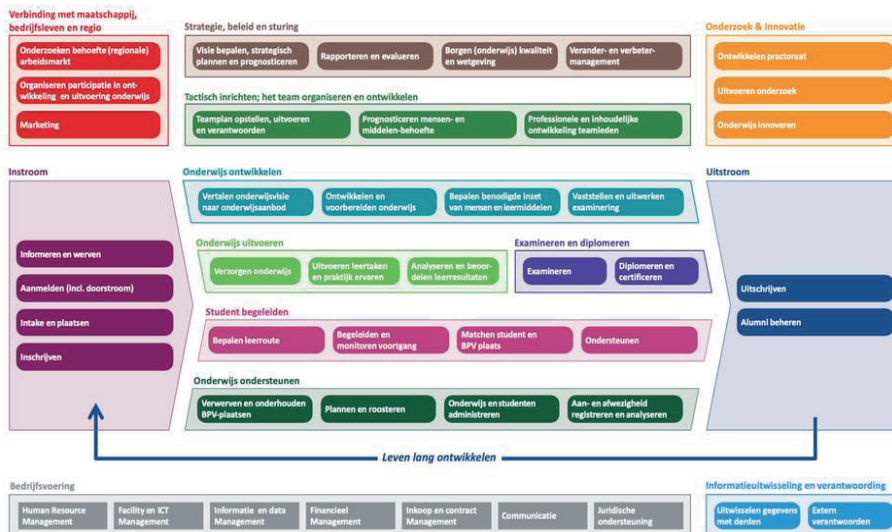 Verbinding met maatschappij,
bedrijfsleven en regio
Onderzoeken behoefte (regionale)
arbeidsmarkt
Organiseren participatie in ont-
wikkeling en uitvoering onderwijs
Marketing
Strategie, beleid en sturing
Visie bepalen, strategisch
plannen en prognosticeren
Rapporteren en evalueren
Borgen (onderwijs) kwaliteit
en wetgeving
Verander- en verbeter-
management
Tactisch inrichten; het team organiseren en ontwikkelen
Teamplan opstellen, uitvoeren
en verantwoorden
Prognosticeren mensen- en
middelen-behoefte
Professionele en inhoudelijke
ontwikkeling teamleden
Onderzoek & Innovatie
Ontwikkelen practoraat
Uitvoeren onderzoek
Onderwijs innoveren
Instroom
Informeren en werven
Aanmelden (incl. doorstroom)
Intake en plaatsen
Inschrijven
Onderwijs ontwikkelen
Vertalen onderwijsvisie
naar onderwijsaanbod
Ontwikkelen en
voorbereiden onderwijs
Bepalen benodigde inzet
van mensen en leermiddelen
Vaststellen en uitwerken
examinering
Onderwijs uitvoeren
Verzorgen onderwijs
Uitvoeren leertaken
en praktijk ervaren
Analyseren en beoor-
delen leerresultaten
Examineren en diplomeren
Examineren
Diplomeren en
certificeren
Student begeleiden
Bepalen leerroute
Begeleiden en
monitoren voortgang
Matchen student en
BPV plaats
Ondersteunen
Onderwijs ondersteunen
Verwerven en onderhouden
BPV-plaatsen
Plannen en roosteren
Onderwijs en studenten
administreren
Aan- en afwezigheid
registreren en analyseren
Uitstroom
Uitschrijven
Alumni beheren
Leven lang ontwikkelen
Bedrijfsvoering
Human Resource
Management
Facility en ICT
Management
Informatie en data
Management
Financieel
Management
Inkoop en contract
Management
Communicatie
Juridische
ondersteuning
Informatieuitwisseling en verantwoording
Uitwisselen gegevens
met derden
Extern
verantwoorden